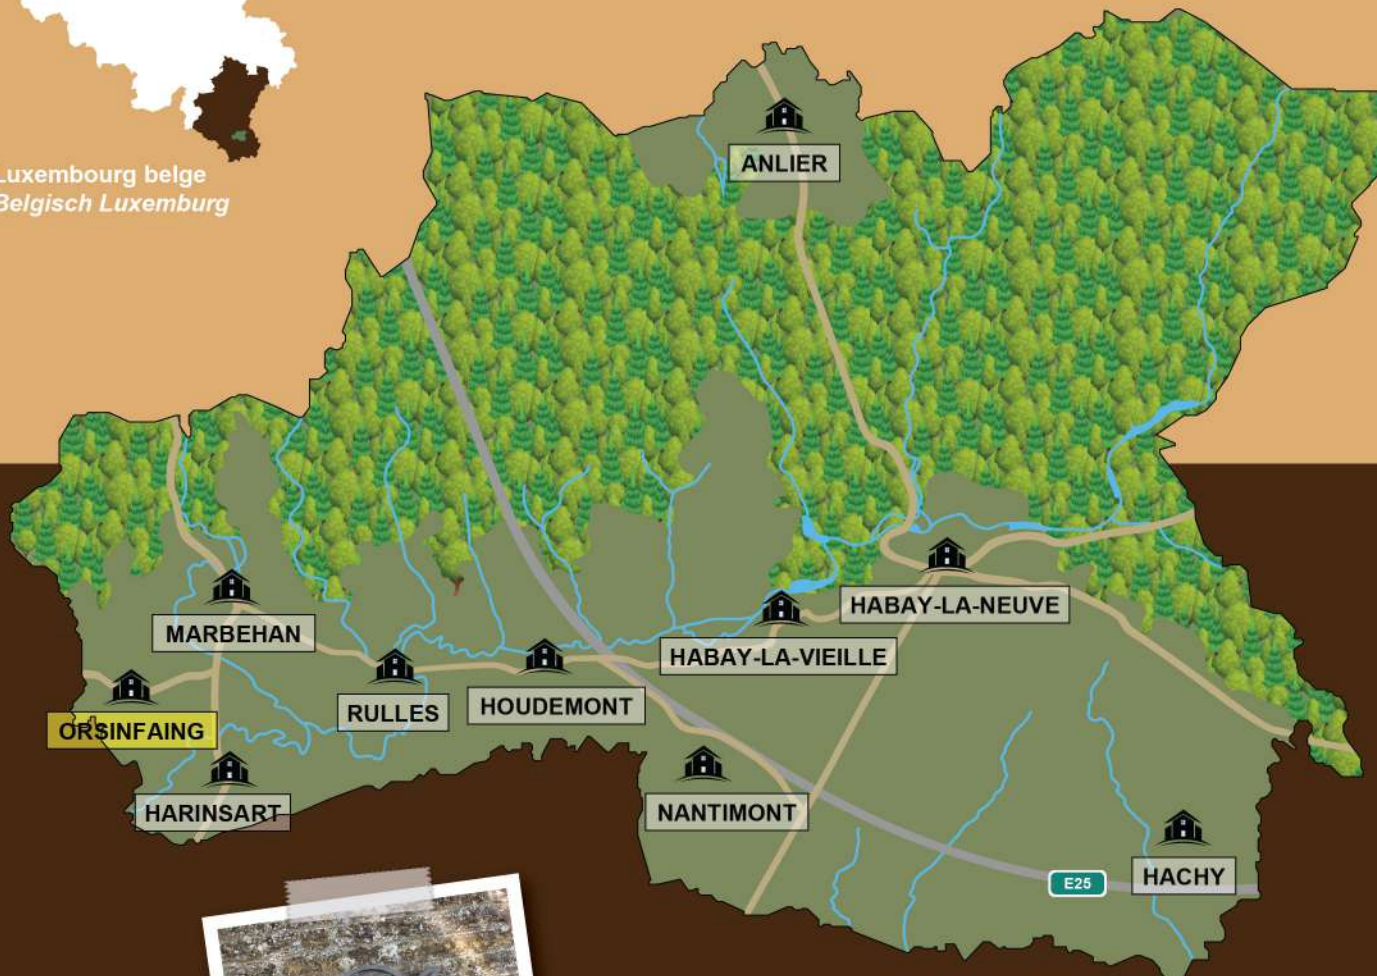 Luxembourg belge
Belgisch Luxemburg
ANLIER
HABAY-LA-NEUVE
MARBEHAN
HABAY-LA-VIEILLE
RULLES
HOUDEMONT
ORSINFAING
HARINSART
NANTIMONT
E25
HACHY